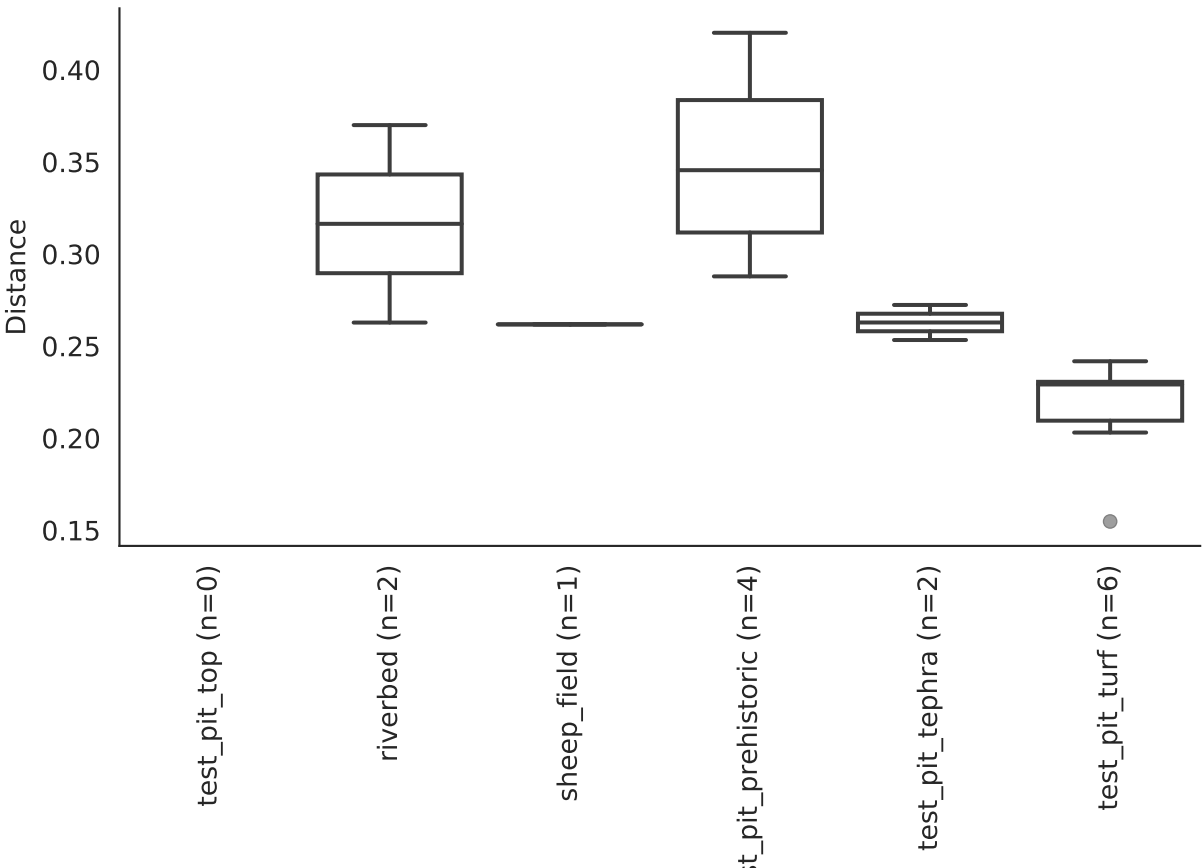 0.40
0.35
0.30
0.25
0.20
0.15
Distance
test_pit_top (n=0)
riverbed (n=2)
sheep_field (n=1)
st_pit_prehistoric (n=4)
test_pit_tephra (n=2)
test_pit_turf (n=6)